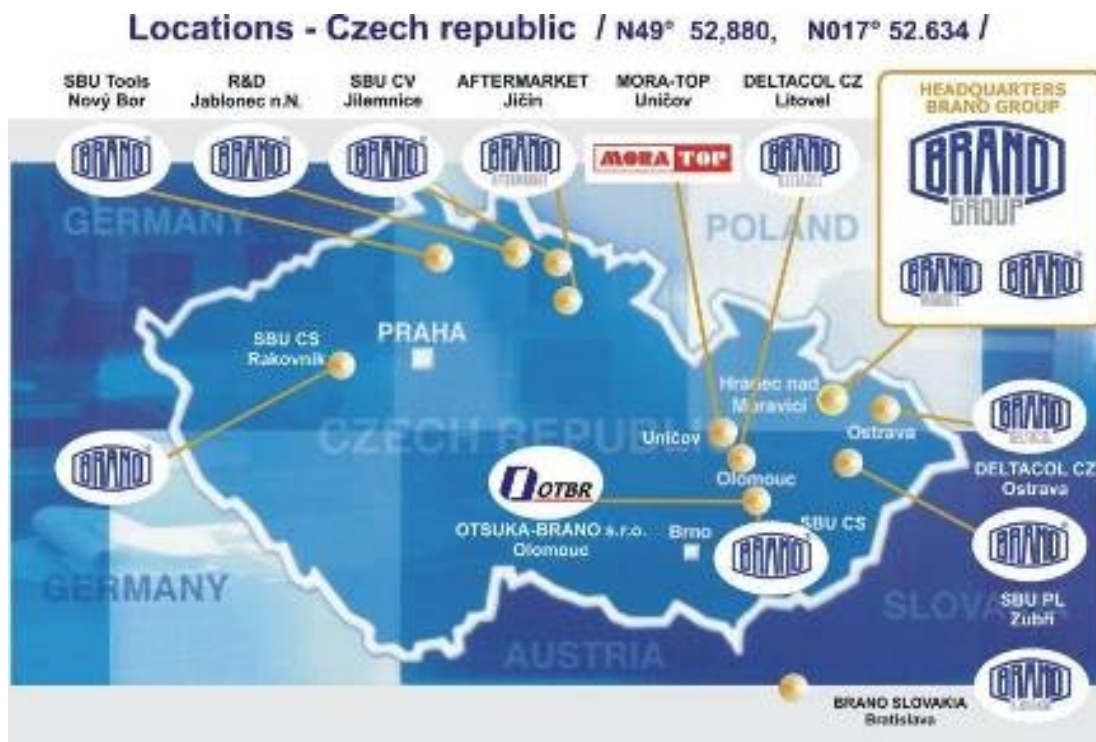 Locations - Czech republic / N49° 52,880, N017° 52.634 /
SBU Tools
Nový Bor
R&D
Jablonec n.N.
SBU CV
Jilemnice
AFTERMARKET
Jičín
MORA-TOP
Uničov
DELTACOL CZ
Litovel
HEADQUARTERS
BRANO GROUP
BRANO
BRANO
BRANO
BRANO
AFTERMARKET
MORA TOP
BRANO
DELTACOL
BRANO
GROUP
GERMANY
POLAND
BRANO
BRANO
SBU CS
Rakovník
PRAHA
Hranec nad
Moravicí
Ostrava
BRANO
DELTACOL
DELTACOL CZ
Ostrava
CZECH REPUBLIC
Uničov
Olomouc
BRANO
OTBR
OTSUKA-BRANO s.r.o.
Olomouc
Brno
SBU CS
BRANO
BRANO
SBU PL
Zubří
GERMANY
AUSTRIA
SLOVAKIA
BRANO SLOVAKIA
Bratislava
BRANO